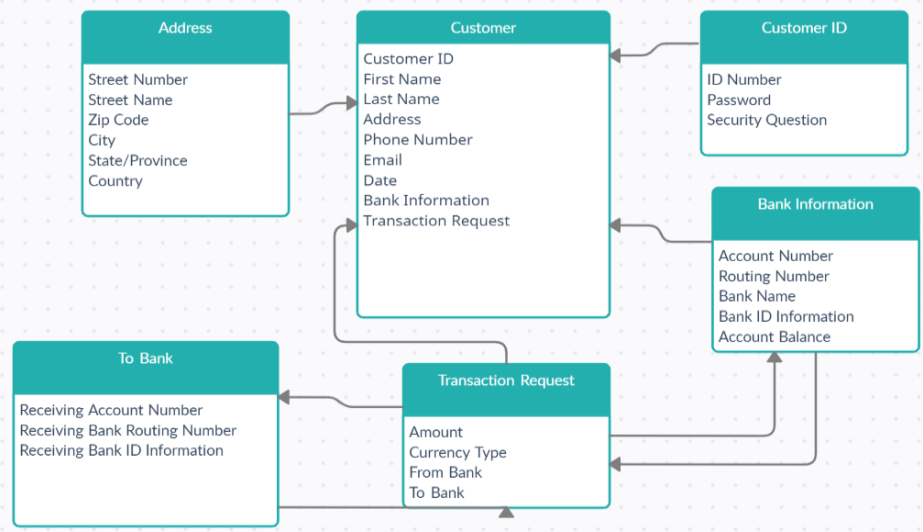 Address
Street Number
Street Name
Zip Code
City
State/Province
Country
Customer
Customer ID
First Name
Last Name
Address
Phone Number
Email
Date
Bank Information
Transaction Request
Customer ID
ID Number
Password
Security Question
Bank Information
Account Number
Routing Number
Bank Name
Bank ID Information
Account Balance
To Bank
Receiving Account Number
Receiving Bank Routing Number
Receiving Bank ID Information
Transaction Request
Amount
Currency Type
From Bank
To Bank